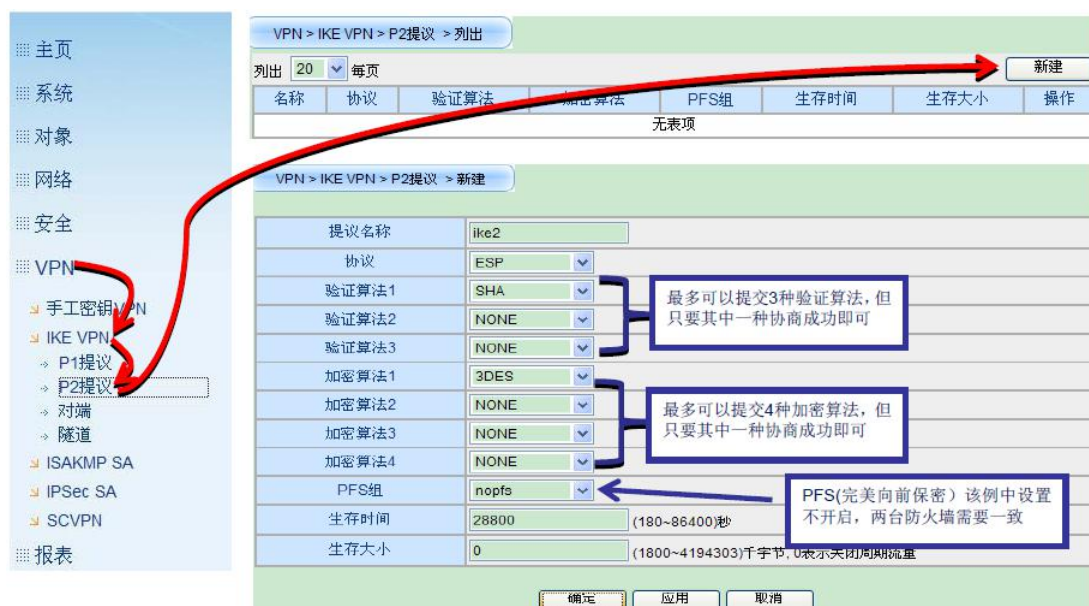 主页
系统
对象
网络
安全
VPN
手工密钥VPN
IKE VPN
P1提议
P2提议
对端
隧道
ISAKMP SA
IPSec SA
SCVPN
报表
VPN > IKE VPN > P2提议 > 列出
列出 20 每页
新建
名称 协议 验证算法 加密算法 PFS组 生存时间 生存大小 操作
无表项
VPN > IKE VPN > P2提议 > 新建
提议名称 ike2
协议 ESP
验证算法1 SHA
验证算法2 NONE
验证算法3 NONE
最多可以提交3种验证算法，但
只要其中一种协商成功即可
加密算法1 3DES
加密算法2 NONE
加密算法3 NONE
加密算法4 NONE
最多可以提交4种加密算法，但
只要其中一种协商成功即可
PFS组 nopfs
PFS(完美向前保密）该例中设置
不开启，两台防火墙需要一致
生存时间 28800 (180~86400)秒
生存大小 0 (1800~4194303)千字节, 0表示关闭周期流量
确定 应用 取消